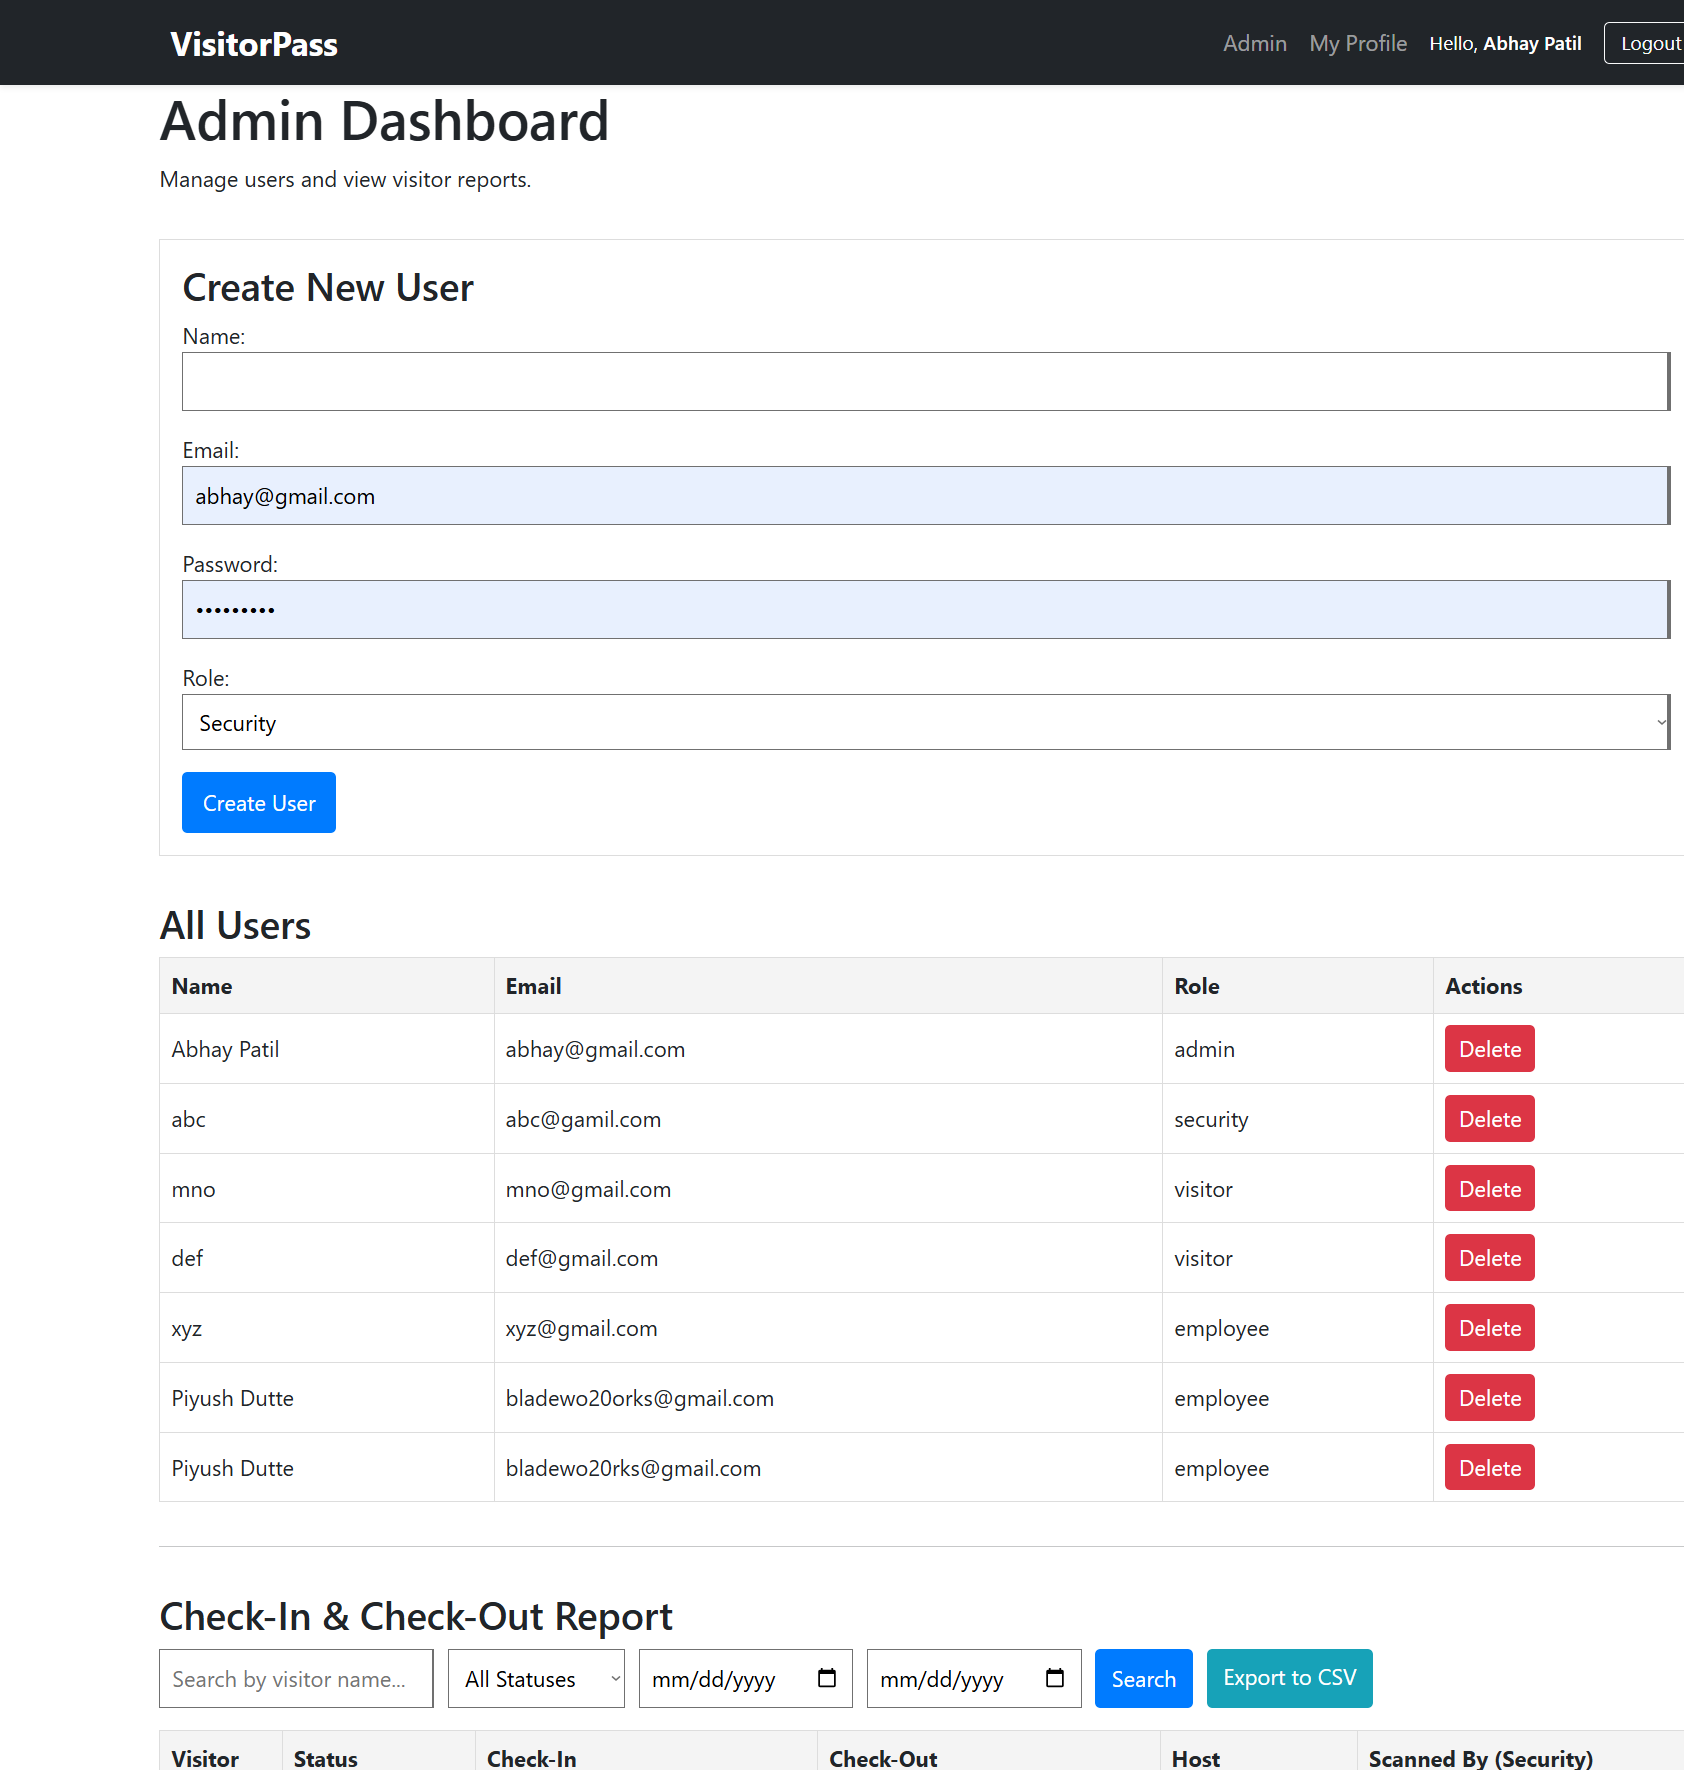 VisitorPass Admin My Profile Hello, Abhay Patil Logout
Admin Dashboard
Manage users and view visitor reports.
Create New User
Name:
Email:
abhay@gmail.com
Password:
•••••••••
Role:
Security
Create User
All Users
Name Email Role Actions
Abhay Patil abhay@gmail.com admin Delete
abc abc@gamil.com security Delete
mno mno@gmail.com visitor Delete
def def@gmail.com visitor Delete
xyz xyz@gmail.com employee Delete
Piyush Dutte bladewo20orks@gmail.com employee Delete
Piyush Dutte bladewo20rks@gmail.com employee Delete
Check-In & Check-Out Report
Search by visitor name... All Statuses mm/dd/yyyy mm/dd/yyyy Search Export to CSV
Visitor Status Check-In Check-Out Host Scanned By (Security)